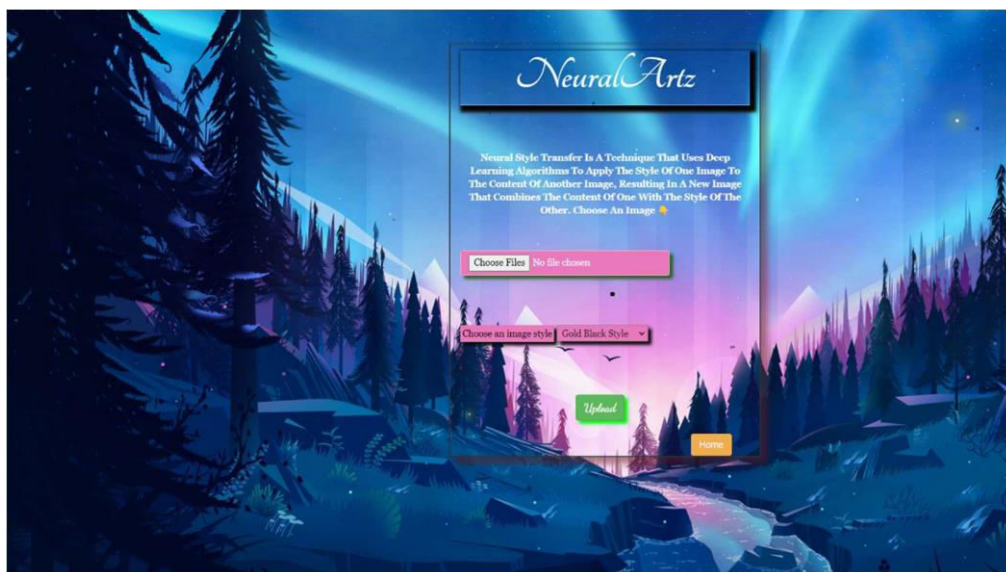 NeuralArtz
Neural Style Transfer Is A Technique That Uses Deep
Learning Algorithms To Apply The Style Of One Image To
The Content Of Another Image, Resulting In A New Image
That Combines The Content Of One With The Style Of The
Other. Choose An Image 👇
Choose Files No file chosen
Choose an image style Gold Black Style
Upload
Home